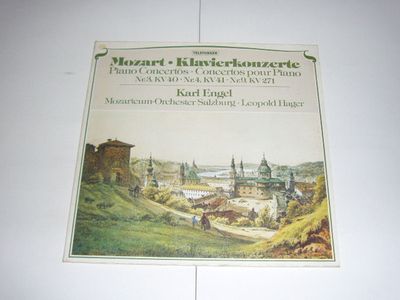 TELEFUNKEN
Mozart · Klavierkonzerte
Piano Concertos · Concertos pour Piano
Nr.3, KV 40 · Nr.4, KV 41 · Nr.9, KV 271
Karl Engel
Mozarteum-Orchester Salzburg · Leopold Hager